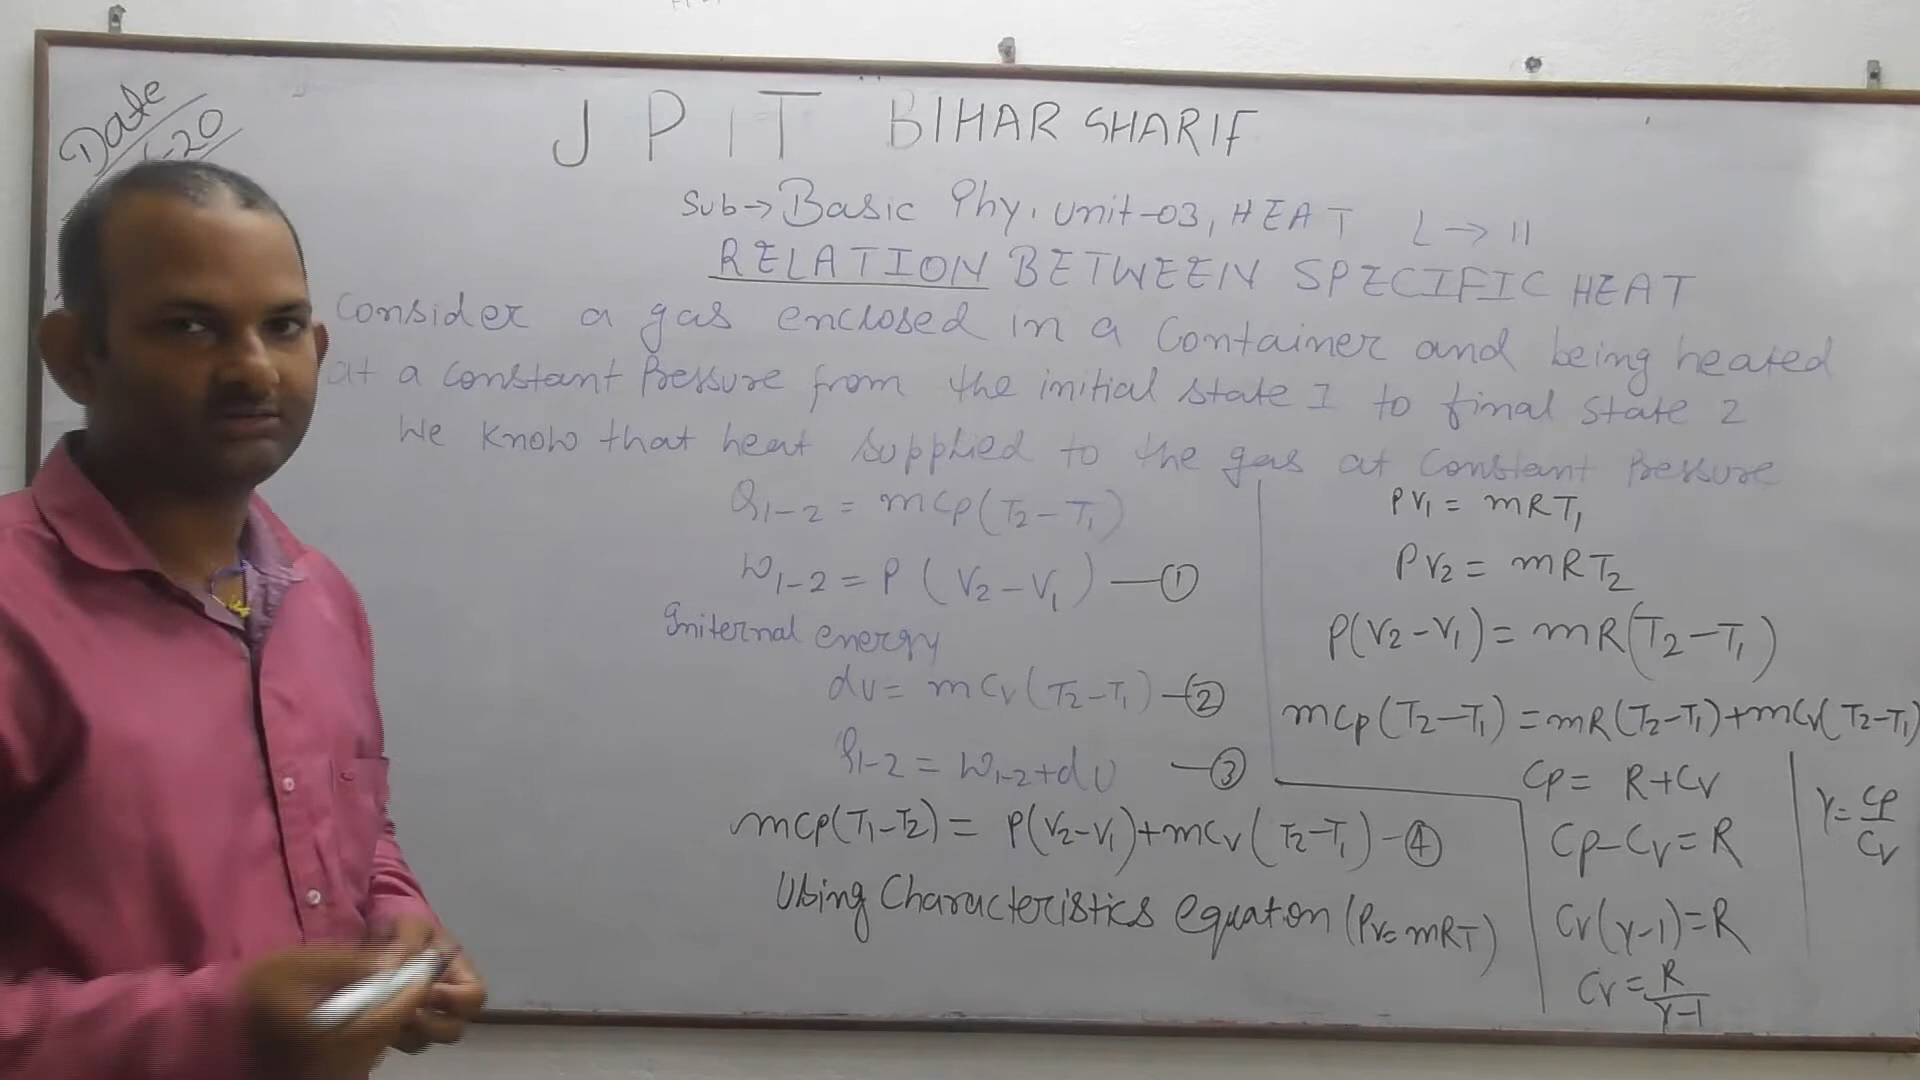 Date
-20
JPIT BIHAR SHARIF
Sub→ Basic Phy, unit-03, HEAT L→11
RELATION BETWEEN SPECIFIC HEAT
Consider a gas enclosed in a Container and being heated
at a constant Pressure from the initial state 1 to final state 2
We know that heat supplied to the gas at Constant Pressure
Q₁₋₂ = mCp(T₂-T₁)
W₁₋₂ = P(V₂-V₁) —①
Initernal energy
dU = mCv(T₂-T₁) —②
Q₁₋₂ = W₁₋₂+dU —③
mCp(T₁-T₂) = P(V₂-V₁)+mCv(T₂-T₁) -④
Using Characteristics equaton (PV=mRT)
PV₁ = mRT₁
PV₂ = mRT₂
P(V₂-V₁) = mR(T₂-T₁)
mCp(T₂-T₁) = mR(T₂-T₁)+mCv(T₂-T₁)
Cp = R+Cv
Cp-Cv = R
Cv(γ-1) = R
Cv = R/γ-1
γ = Cp/Cv